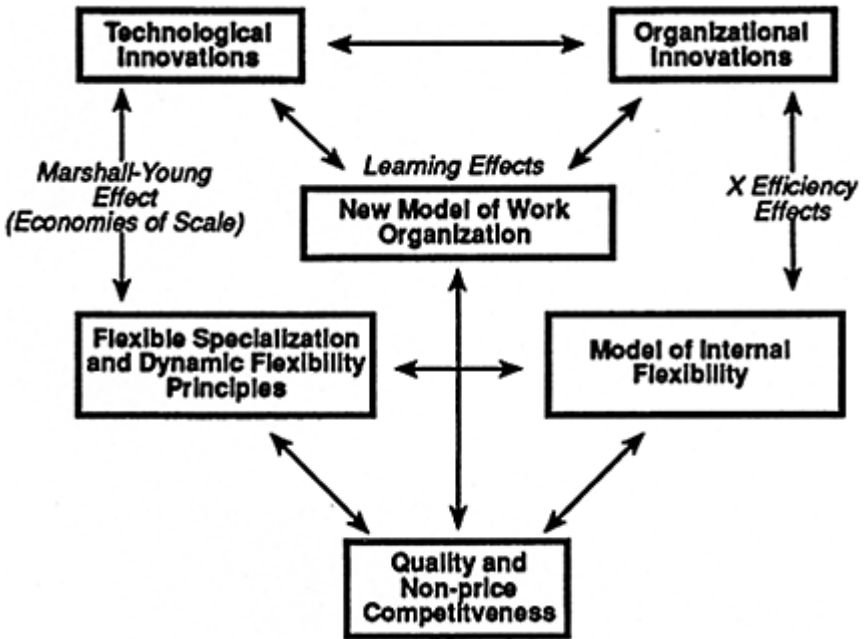 Technological
Innovations
Organizational
Innovations
Marshall-Young
Effect
(Economies of Scale)
Learning Effects
New Model of Work
Organization
X Efficiency
Effects
Flexible Specialization
and Dynamic Flexibility
Principles
Model of Internal
Flexibility
Quality and
Non-price
Competitveness